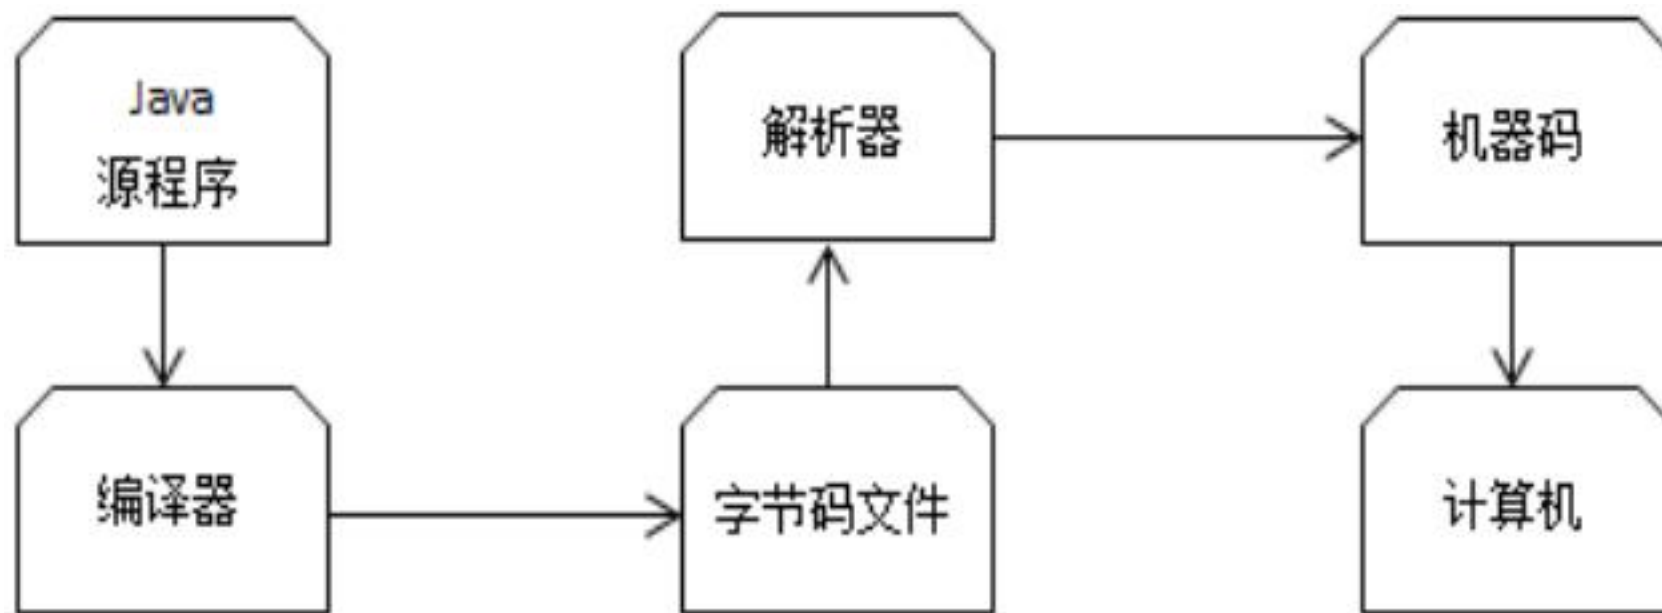 Java
源程序
编译器
字节码文件
解析器
机器码
计算机